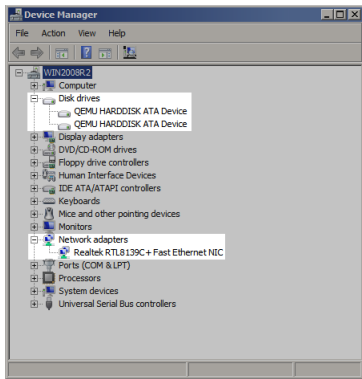 Device Manager
File Action View Help
WIN2008R2
Computer
Disk drives
QEMU HARDDISK ATA Device
QEMU HARDDISK ATA Device
Display adapters
DVD/CD-ROM drives
Floppy drive controllers
Human Interface Devices
IDE ATA/ATAPI controllers
Keyboards
Mice and other pointing devices
Monitors
Network adapters
Realtek RTL8139C+ Fast Ethernet NIC
Ports (COM & LPT)
Processors
System devices
Universal Serial Bus controllers